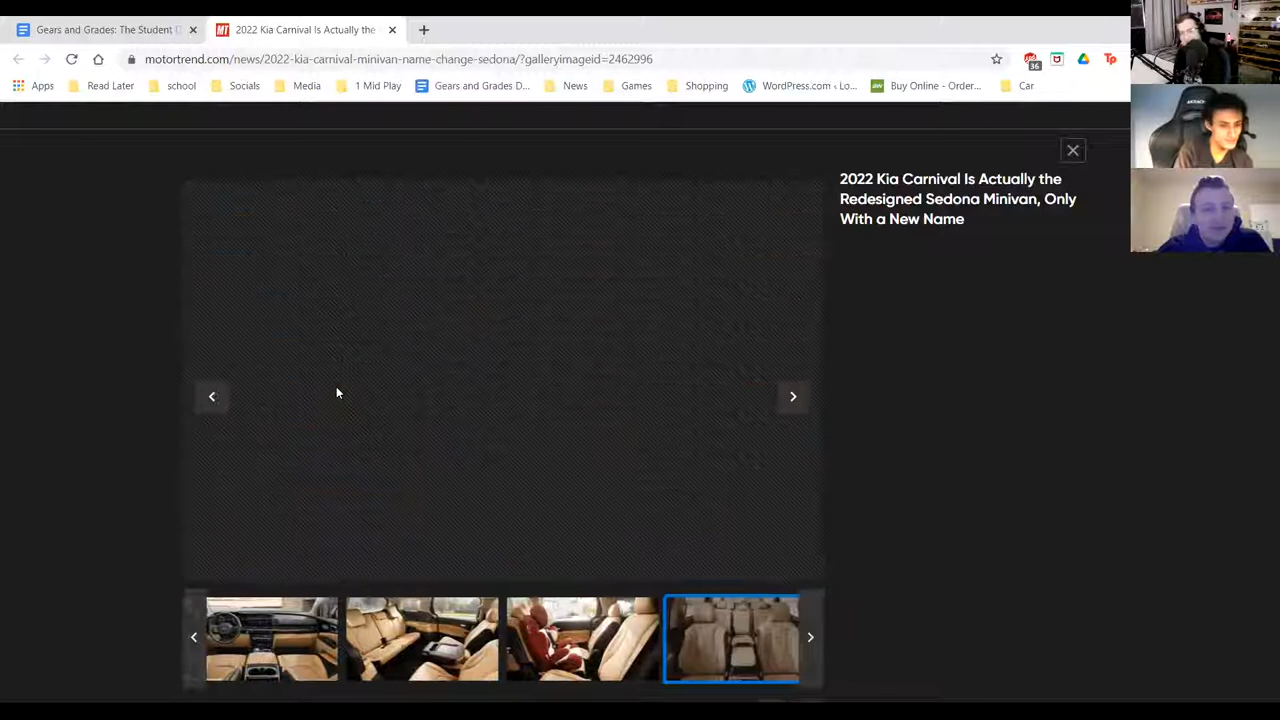 Gears and Grades: The Student
MT 2022 Kia Carnival Is Actually the
motortrend.com/news/2022-kia-carnival-minivan-name-change-sedona/?galleryimageid=2462996
36
Tp
Apps Read Later school Socials Media 1 Mid Play Gears and Grades D... News Games Shopping WordPress.com ‹ Lo... Buy Online - Order... Car
2022 Kia Carnival Is Actually the
Redesigned Sedona Minivan, Only
With a New Name